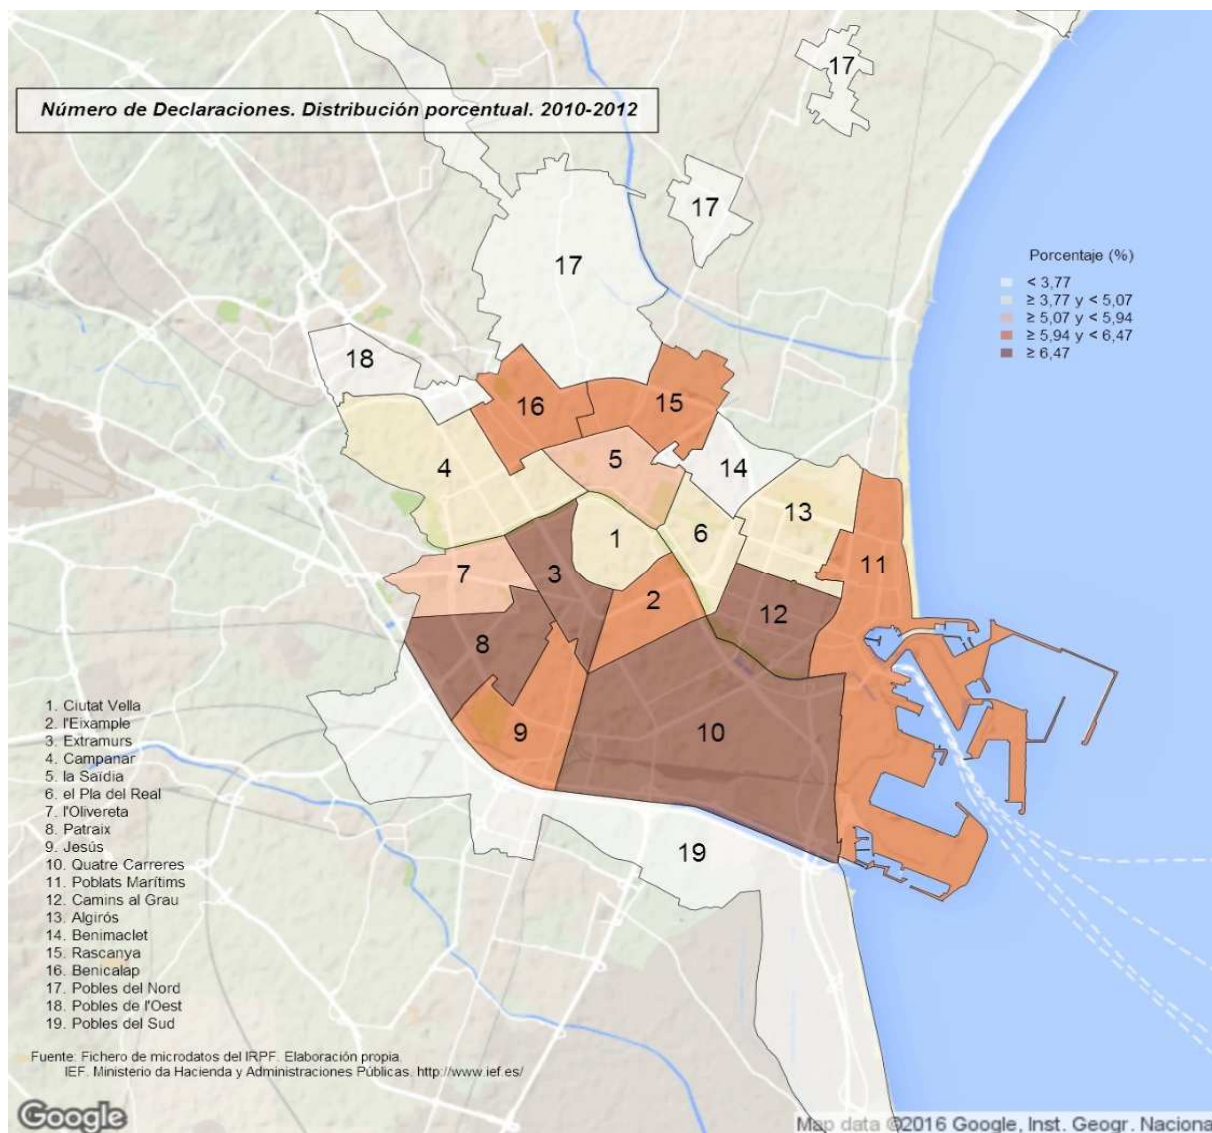 Número de Declaraciones. Distribución porcentual. 2010-2012
17
17
17
Porcentaje (%)
< 3,77
≥ 3,77 y < 5,07
≥ 5,07 y < 5,94
≥ 5,94 y < 6,47
≥ 6,47
18
16
15
4
5
14
13
6
1
11
7
3
2
12
8
9
10
19
1. Ciutat Vella
2. l'Eixample
3. Extramurs
4. Campanar
5. la Saïdia
6. el Pla del Real
7. l'Olivereta
8. Patraix
9. Jesús
10. Quatre Carreres
11. Poblats Marítims
12. Camins al Grau
13. Algirós
14. Benimaclet
15. Rascanya
16. Benicalap
17. Pobles del Nord
18. Pobles de l'Oest
19. Pobles del Sud
Fuente: Fichero de microdatos del IRPF. Elaboración propia.
IEF. Ministerio da Hacienda y Administraciones Públicas. http://www.ief.es/
Google
Map data ©2016 Google, Inst. Geogr. Naciona